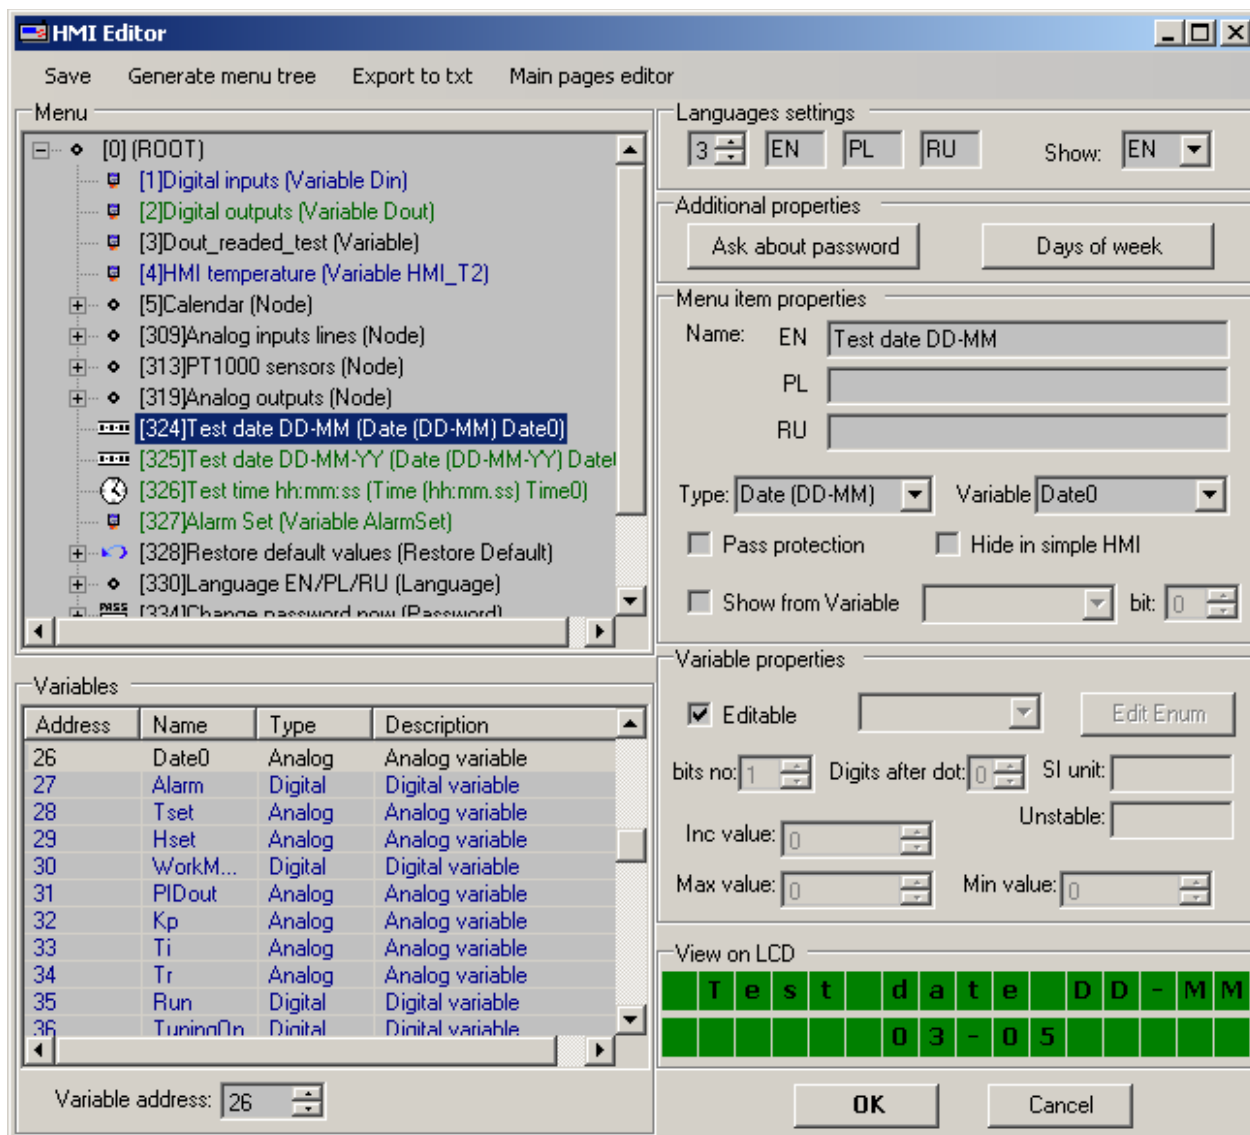 HMI Editor
Save Generate menu tree Export to txt Main pages editor
Menu
[0] (ROOT)
[1]Digital inputs (Variable Din)
[2]Digital outputs (Variable Dout)
[3]Dout_readed_test (Variable)
[4]HMI temperature (Variable HMI_T2)
[5]Calendar (Node)
[309]Analog inputs lines (Node)
[313]PT1000 sensors (Node)
[319]Analog outputs (Node)
[324]Test date DD-MM (Date (DD-MM) Date0)
[325]Test date DD-MM-YY (Date (DD-MM-YY) Date
[326]Test time hh:mm:ss (Time (hh:mm.ss) Time0)
[327]Alarm Set (Variable AlarmSet)
[328]Restore default values (Restore Default)
[330]Language EN/PL/RU (Language)
PASS [334]Change password now (Password)
Variables
Address Name Type Description
26 Date0 Analog Analog variable
27 Alarm Digital Digital variable
28 Tset Analog Analog variable
29 Hset Analog Analog variable
30 WorkM... Digital Digital variable
31 PIDout Analog Analog variable
32 Kp Analog Analog variable
33 Ti Analog Analog variable
34 Tr Analog Analog variable
35 Run Digital Digital variable
36 TuningOn Digital Digital variable
Variable address: 26
Languages settings
3 EN PL RU Show: EN
Additional properties
Ask about password Days of week
Menu item properties
Name: EN Test date DD-MM
PL
RU
Type: Date (DD-MM) Variable Date0
Pass protection Hide in simple HMI
Show from Variable bit: 0
Variable properties
Editable Edit Enum
bits no: 1 Digits after dot: 0 SI unit:
Unstable:
Inc value: 0
Max value: 0 Min value: 0
View on LCD
Test date DD-MM
03-05
OK Cancel